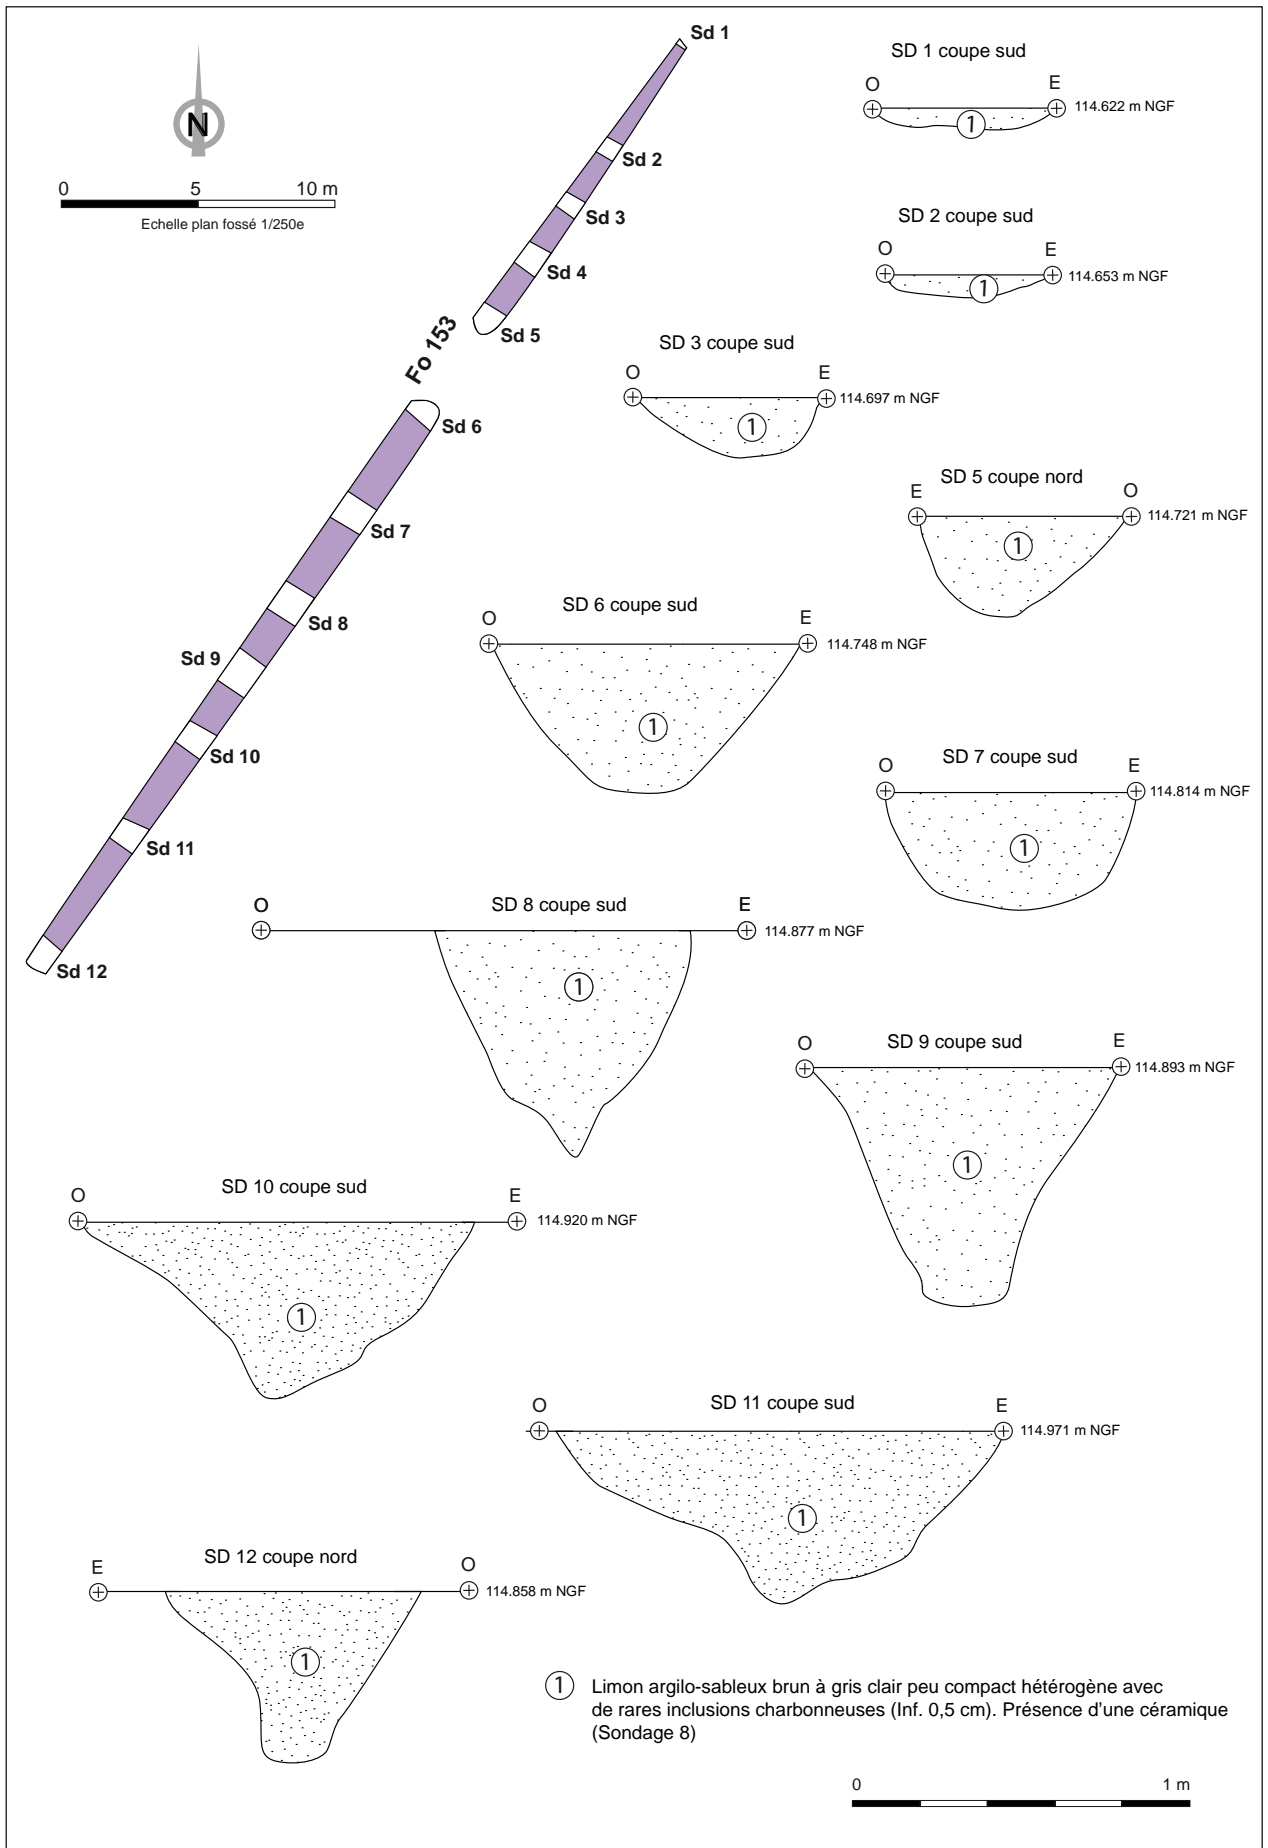 Sd 1
SD 1 coupe sud
O
E
114.622 m NGF
1
N
0 5 10 m
Echelle plan fossé 1/250e
Sd 2
Sd 3
Sd 4
Sd 5
SD 2 coupe sud
O
E
114.653 m NGF
1
Fo 153
SD 3 coupe sud
O
E
114.697 m NGF
1
Sd 6
Sd 7
Sd 8
Sd 9
Sd 10
Sd 11
Sd 12
SD 5 coupe nord
E
O
114.721 m NGF
1
SD 6 coupe sud
O
E
114.748 m NGF
1
SD 7 coupe sud
O
E
114.814 m NGF
1
SD 8 coupe sud
O
E
114.877 m NGF
1
SD 9 coupe sud
O
E
114.893 m NGF
1
SD 10 coupe sud
O
E
114.920 m NGF
1
SD 11 coupe sud
O
E
114.971 m NGF
1
SD 12 coupe nord
E
O
114.858 m NGF
1
1 Limon argilo-sableux brun à gris clair peu compact hétérogène avec
de rares inclusions charbonneuses (Inf. 0,5 cm). Présence d'une céramique
(Sondage 8)
0 1 m